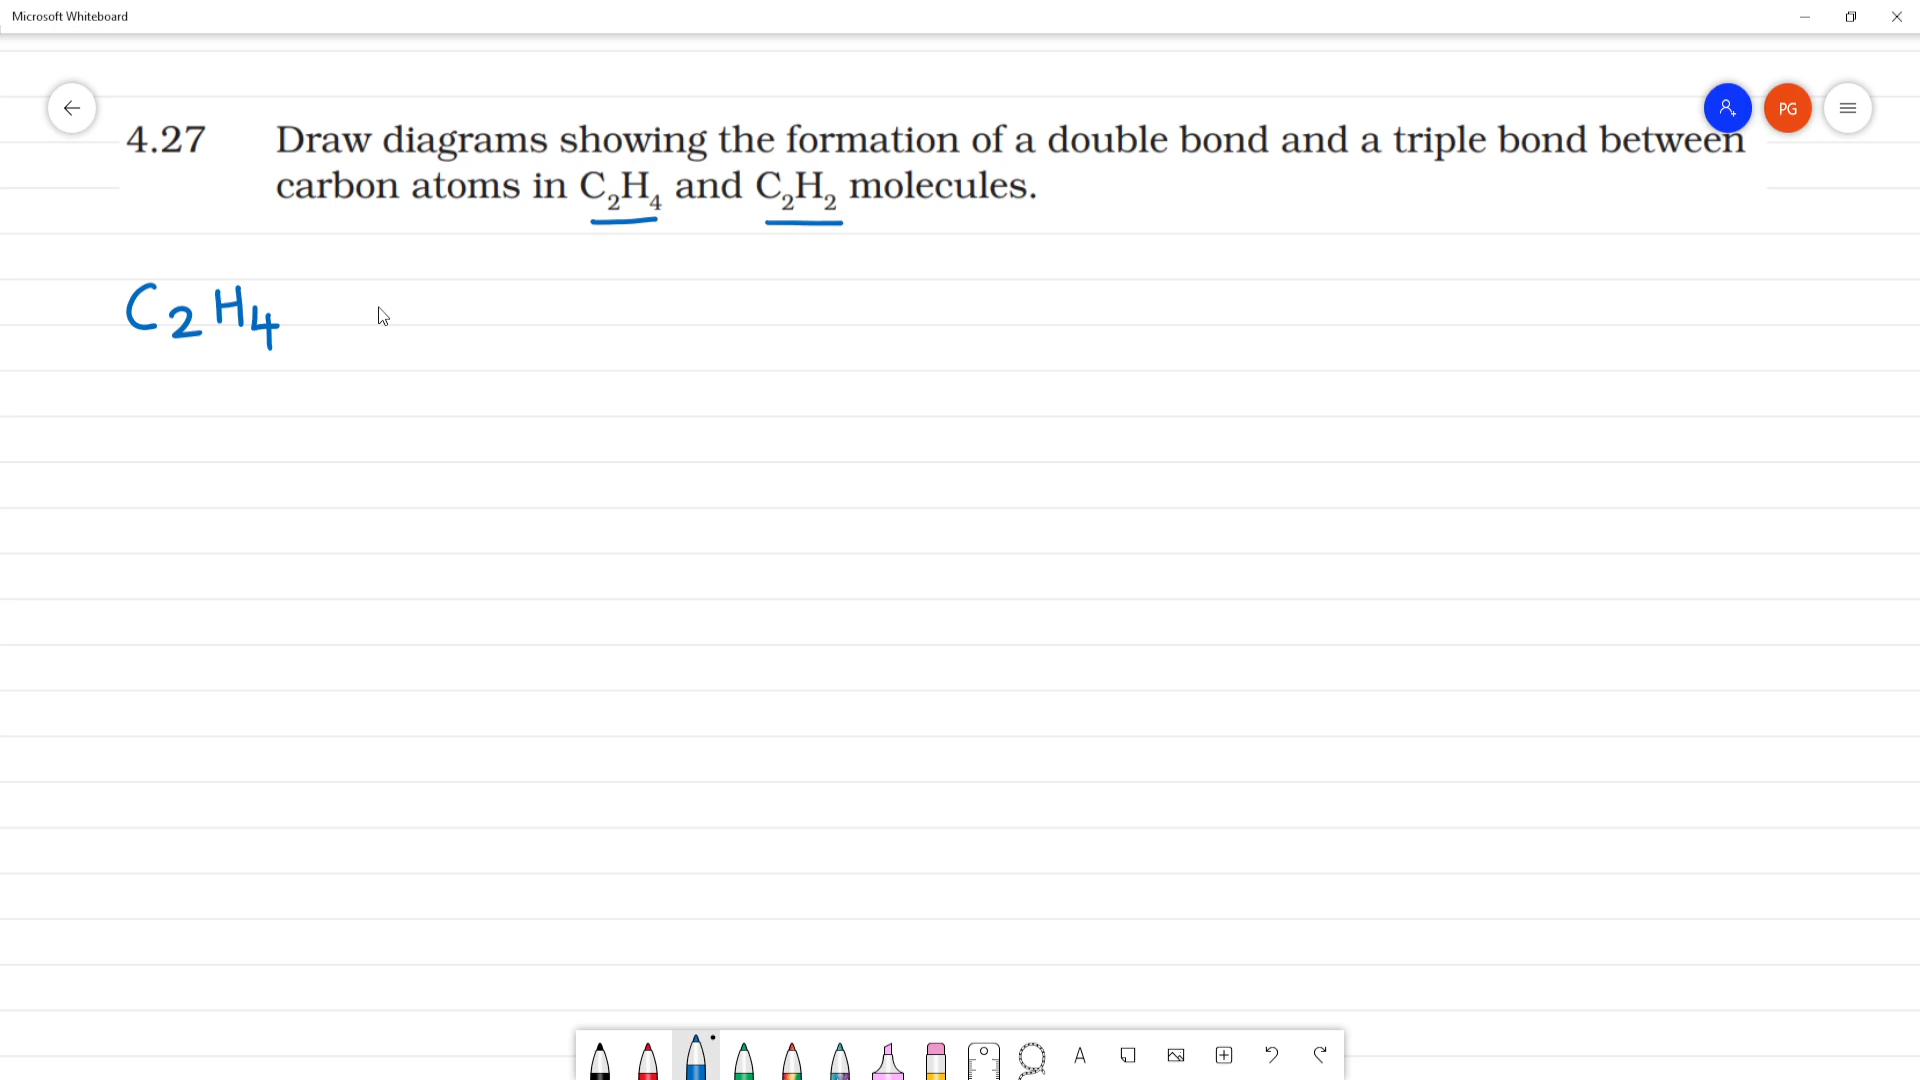 Microsoft Whiteboard
PG
4.27 Draw diagrams showing the formation of a double bond and a triple bond between
carbon atoms in C₂H₄ and C₂H₂ molecules.
C₂H₄
A